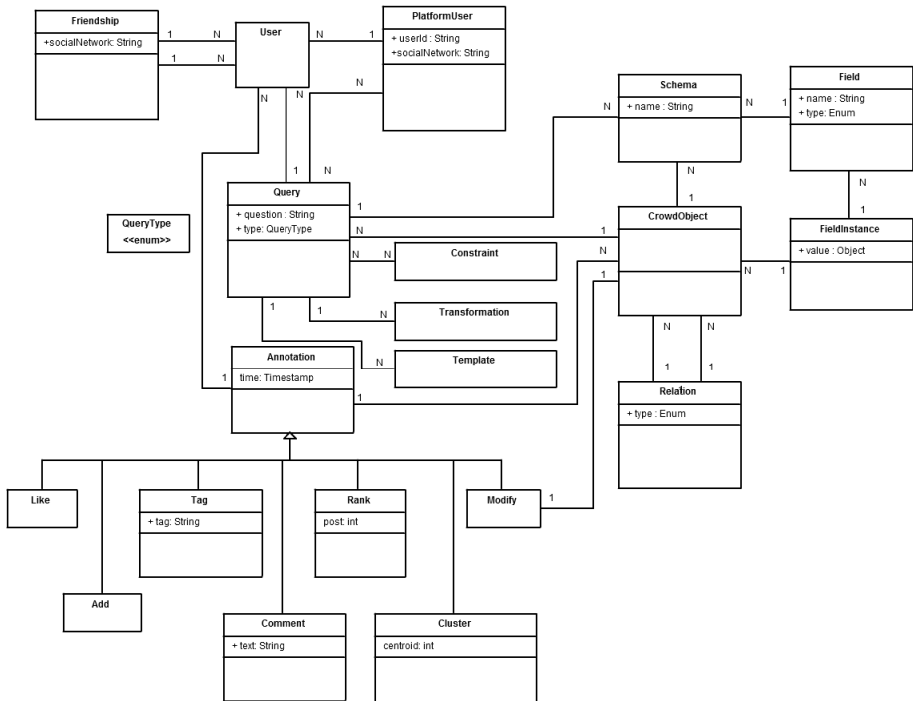 Friendship
+socialNetwork: String
User
PlatformUser
+ userId : String
+socialNetwork: String
1
N
N
1
1
N
N
N
N
1
N
Schema
+ name : String
Field
+ name : String
+ type: Enum
N
N
1
N
1
N
1
Query
+ question : String
+ type: QueryType
QueryType
<<enum>>
1
N
1
N
N
Constraint
CrowdObject
FieldInstance
+ value : Object
N
1
N
1
1
1
N
Transformation
N
Template
Annotation
time: Timestamp
1
1
N
N
1
1
Relation
+ type : Enum
Like
Tag
+ tag: String
Rank
post: int
Modify
1
Add
Comment
+ text: String
Cluster
centroid: int